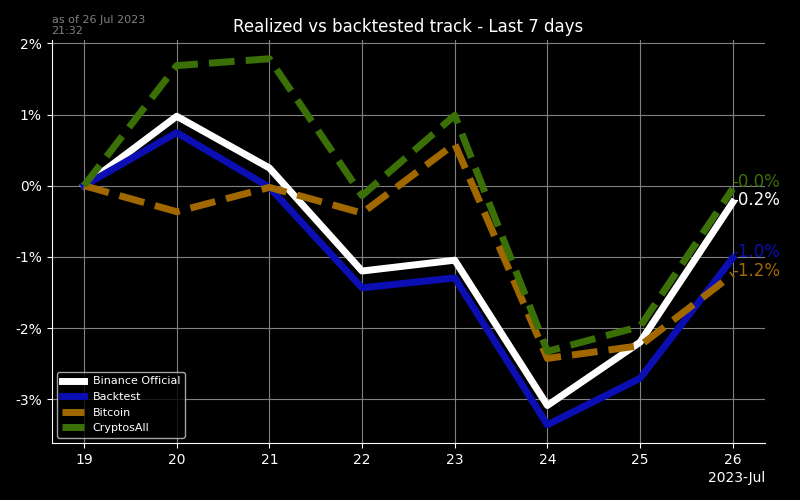 as of 26 Jul 2023
21:32
Realized vs backtested track - Last 7 days
2%
1%
0%
-1%
-2%
-3%
-0.0%
-0.2%
-1.0%
-1.2%
Binance Official
Backtest
Bitcoin
CryptosAll
19 20 21 22 23 24 25 26
2023-Jul